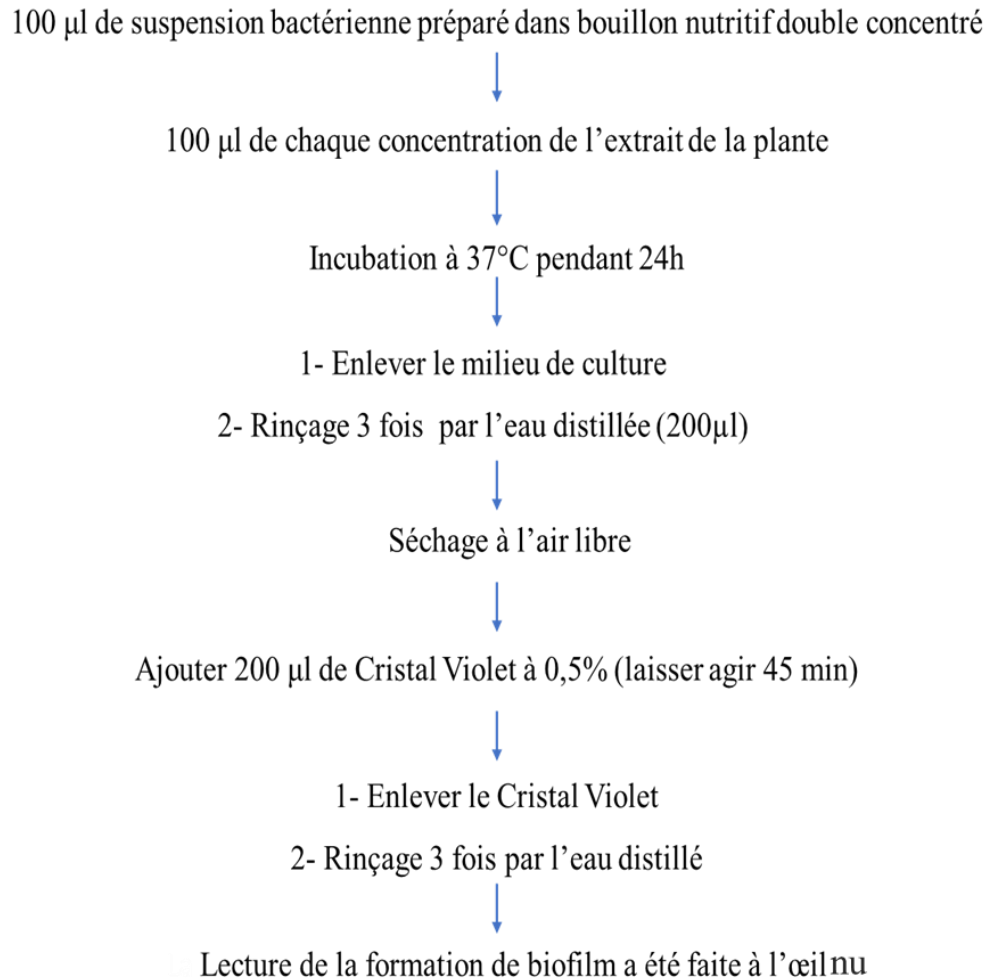 100 µl de suspension bactérienne préparé dans bouillon nutritif double concentré
100 µl de chaque concentration de l’extrait de la plante
Incubation à 37°C pendant 24h
1- Enlever le milieu de culture
2- Rinçage 3 fois par l’eau distillée (200µl)
Séchage à l’air libre
Ajouter 200 µl de Cristal Violet à 0,5% (laisser agir 45 min)
1- Enlever le Cristal Violet
2- Rinçage 3 fois par l’eau distillé
Lecture de la formation de biofilm a été faite à l’œil nu